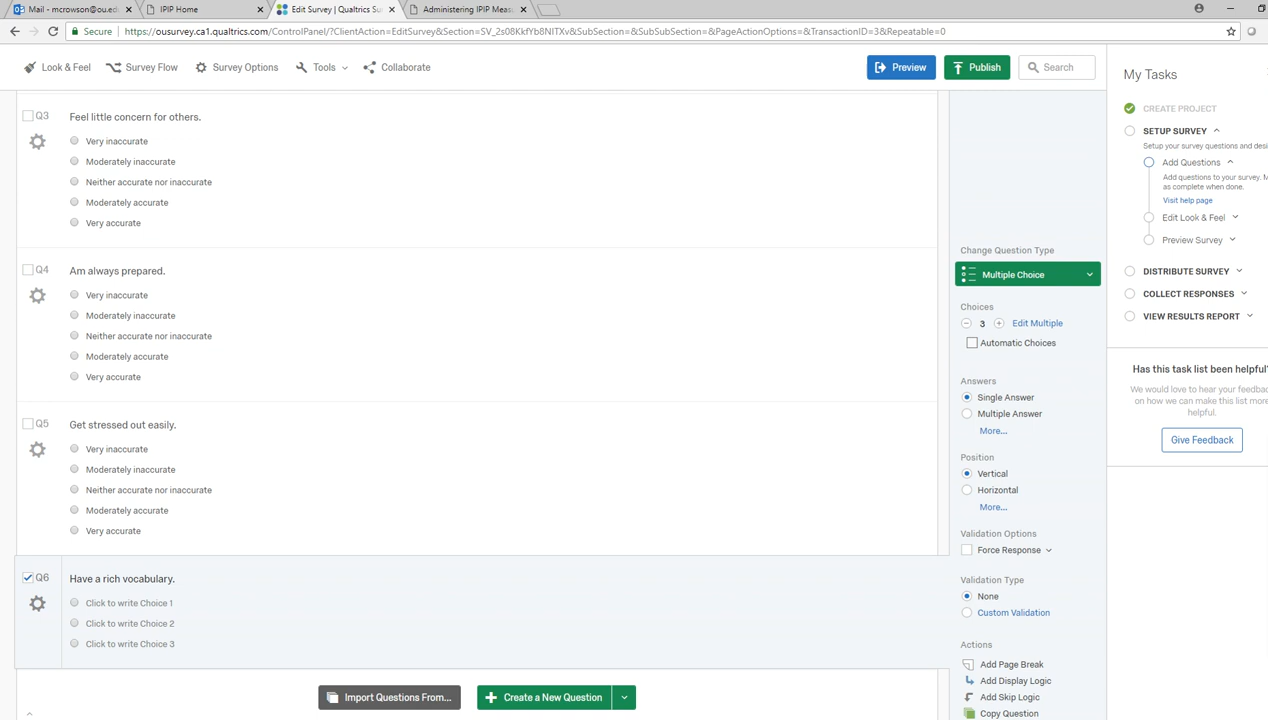 Mail - mcrowson@ou.ed
IPIP Home
Edit Survey | Qualtrics Su
Administering IPIP Meas
Secure
https://ousurvey.ca1.qualtrics.com/ControlPanel/?ClientAction=EditSurvey&Section=SV_2s08KkfYb8NITXv&SubSection=&SubSubSection=&PageActionOptions=&TransactionID=3&Repeatable=0
Look & Feel
Survey Flow
Survey Options
Tools
Collaborate
Preview
Publish
Search
Q3
Feel little concern for others.
Very inaccurate
Moderately inaccurate
Neither accurate nor inaccurate
Moderately accurate
Very accurate
Q4
Am always prepared.
Very inaccurate
Moderately inaccurate
Neither accurate nor inaccurate
Moderately accurate
Very accurate
Q5
Get stressed out easily.
Very inaccurate
Moderately inaccurate
Neither accurate nor inaccurate
Moderately accurate
Very accurate
Q6
Have a rich vocabulary.
Click to write Choice 1
Click to write Choice 2
Click to write Choice 3
Import Questions From...
Create a New Question
Change Question Type
Multiple Choice
Choices
3
Edit Multiple
Automatic Choices
Answers
Single Answer
Multiple Answer
More...
Position
Vertical
Horizontal
More...
Validation Options
Force Response
Validation Type
None
Custom Validation
Actions
Add Page Break
Add Display Logic
Add Skip Logic
Copy Question
My Tasks
CREATE PROJECT
SETUP SURVEY
Setup your survey questions and desi
Add Questions
Add questions to your survey. M
as complete when done.
Visit help page
Edit Look & Feel
Preview Survey
DISTRIBUTE SURVEY
COLLECT RESPONSES
VIEW RESULTS REPORT
Has this task list been helpful?
We would love to hear your feedbac
on how we can make this list more
helpful.
Give Feedback